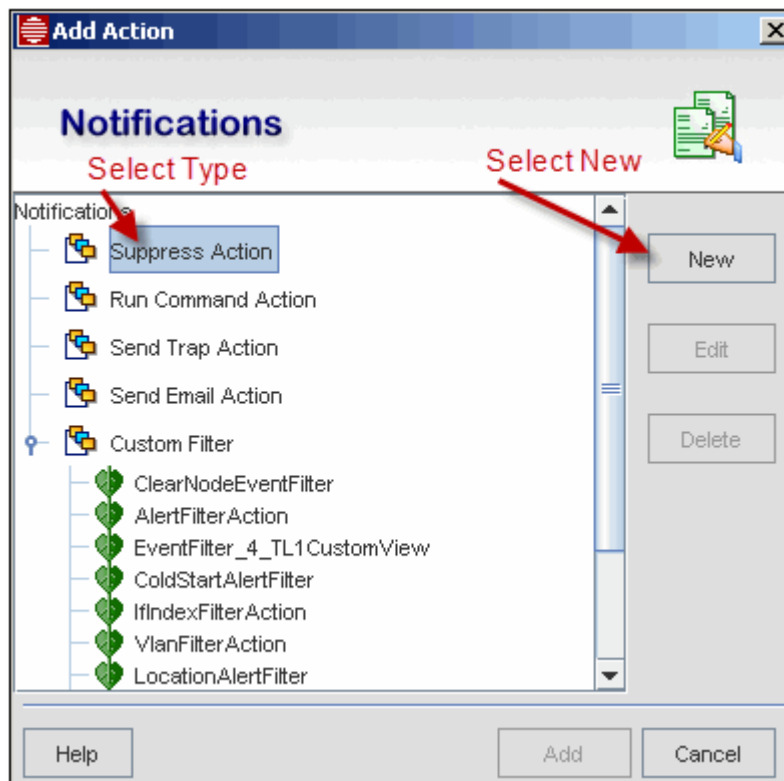 Add Action
Notifications
Select Type
Select New
Notifications
Suppress Action
New
Run Command Action
Send Trap Action
Edit
Send Email Action
Custom Filter
Delete
ClearNodeEventFilter
AlertFilterAction
EventFilter_4_TL1CustomView
ColdStartAlertFilter
IfIndexFilterAction
VlanFilterAction
LocationAlertFilter
Help
Add
Cancel